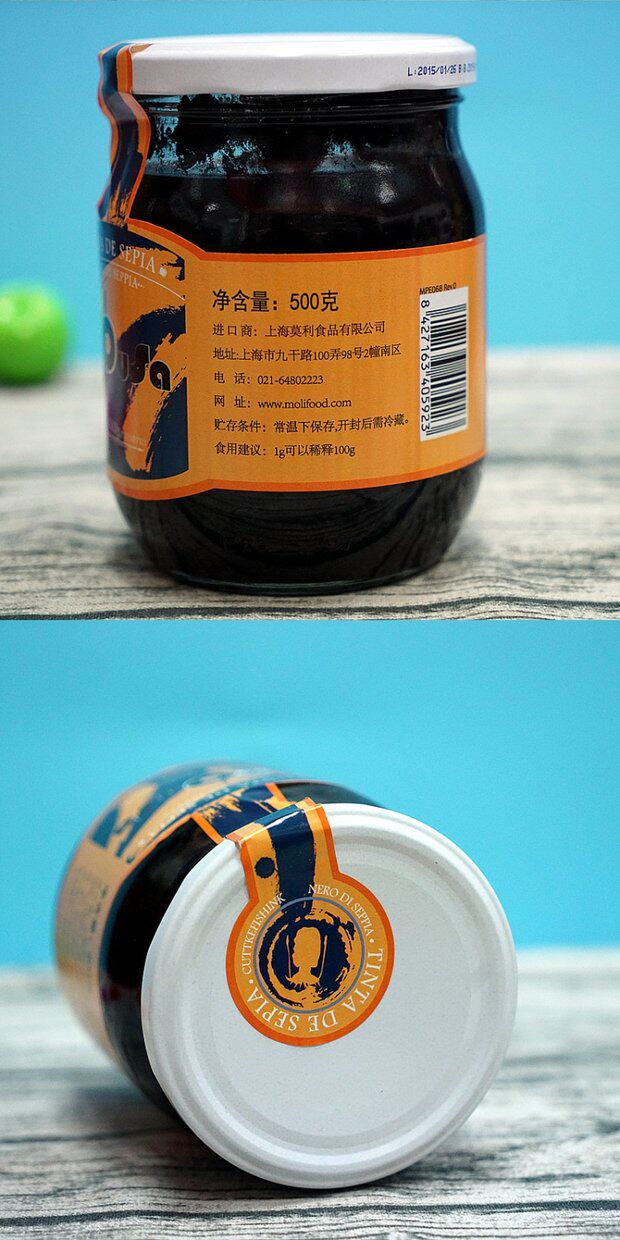 L:2015/01/26 B
DE SEPIA
SEPPIA
Dusa
净含量：500克
进口商：上海莫利食品有限公司
地址:上海市九干路100弄98号2幢南区
电 话：021-64802223
网 址：www.molifood.com
贮存条件：常温下保存,开封后需冷藏。
食用建议：1g可以稀释100g
MPE068 Rev.0
8 427163 405923
CUTTKEFISHINK
NERO DI SEPPIA
TINTA DE SEPIA